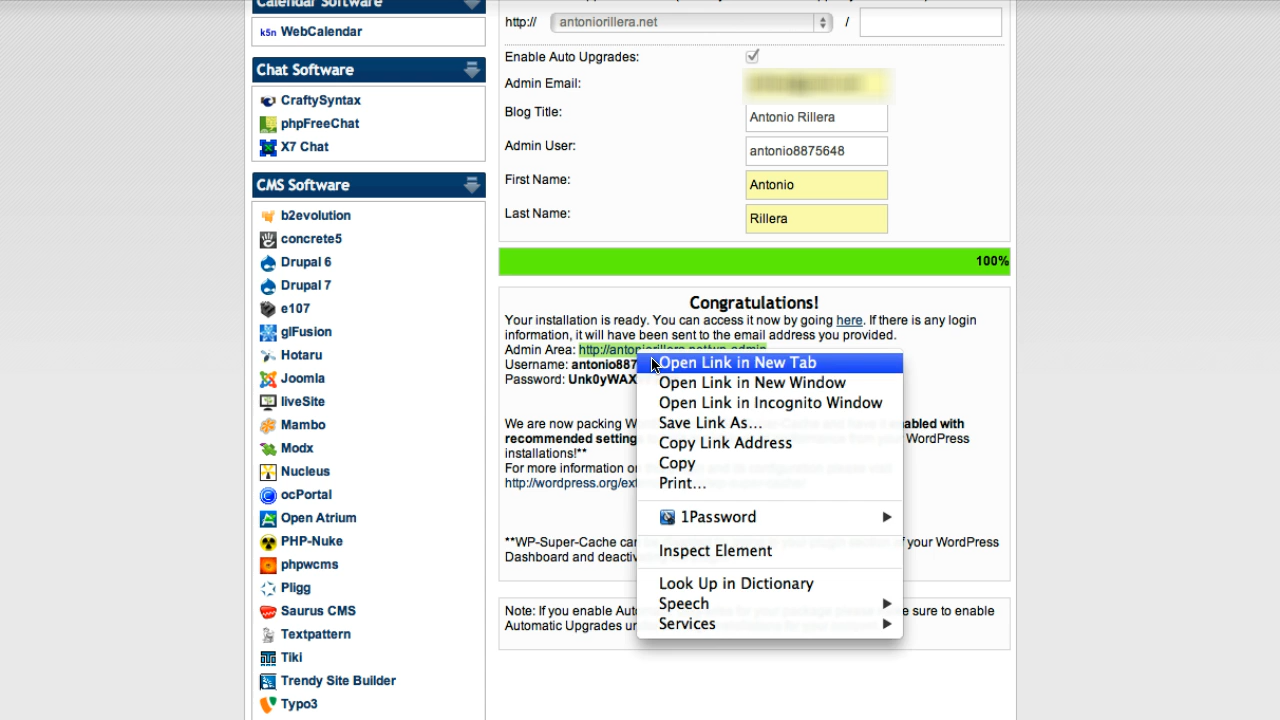 Calendar Software
k5n WebCalendar
Chat Software
CraftySyntax
phpFreeChat
X7 Chat
CMS Software
b2evolution
concrete5
Drupal 6
Drupal 7
e107
glFusion
Hotaru
Joomla
liveSite
Mambo
Modx
Nucleus
ocPortal
Open Atrium
PHP-Nuke
phpwcms
Pligg
Saurus CMS
Textpattern
Tiki
Trendy Site Builder
Typo3
http:// antoniorillera.net /
Enable Auto Upgrades:
Admin Email:
Blog Title: Antonio Rillera
Admin User: antonio8875648
First Name: Antonio
Last Name: Rillera
100%
Congratulations!
Your installation is ready. You can access it now by going here. If there is any login
information, it will have been sent to the email address you provided.
Admin Area: http://antoniorillera.net/wp-admin
Username: antonio887
Password: Unk0yWAX
We are now packing abled with
recommended setting WordPress
installations!**
For more information
http://wordpress.org/
**WP-Super-Cache can f your WordPress
Dashboard and deactiv
Note: If you enable e sure to enable
Automatic Upgrades
Open Link in New Tab
Open Link in New Window
Open Link in Incognito Window
Save Link As...
Copy Link Address
Copy
Print...
1Password
Inspect Element
Look Up in Dictionary
Speech
Services